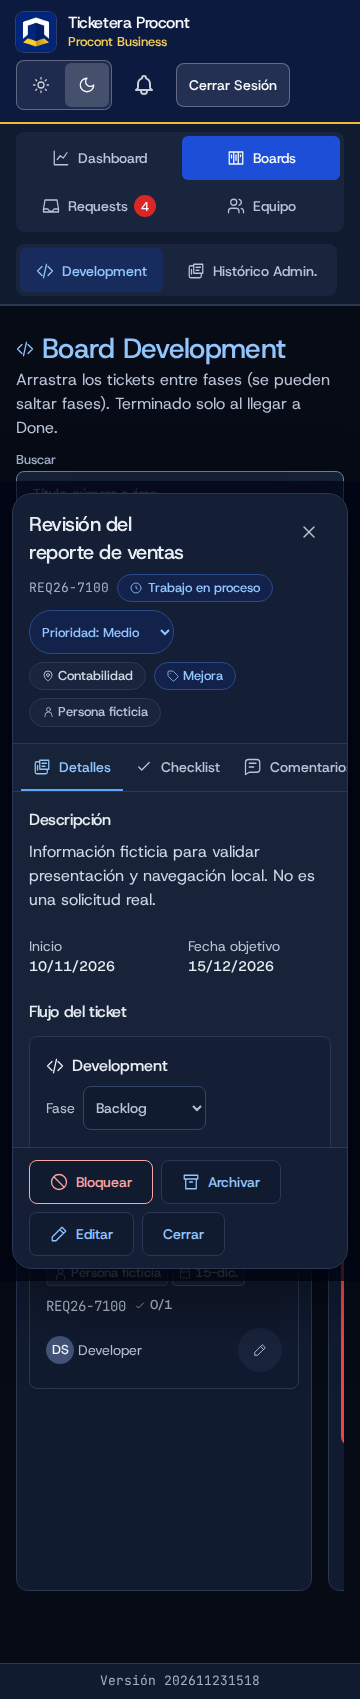 Ticketera Procont
Procont Business
Cerrar Sesión
Dashboard
Boards
Requests 4
Equipo
Development
Histórico Admin.
Board Development
Arrastra los tickets entre fases (se pueden
saltar fases). Terminado solo al llegar a
Done.
Buscar
Revisión del
reporte de ventas
REQ26-7100 Trabajo en proceso
Prioridad: Medio
Contabilidad Mejora
Persona ficticia
Detalles Checklist Comentario
Descripción
Información ficticia para validar
presentación y navegación local. No es
una solicitud real.
Inicio Fecha objetivo
10/11/2026 15/12/2026
Flujo del ticket
Development
Fase Backlog
Bloquear Archivar
Editar Cerrar
Persona ficticia 15-dic.
REQ26-7100 0/1
DS Developer
Versión 202611231518